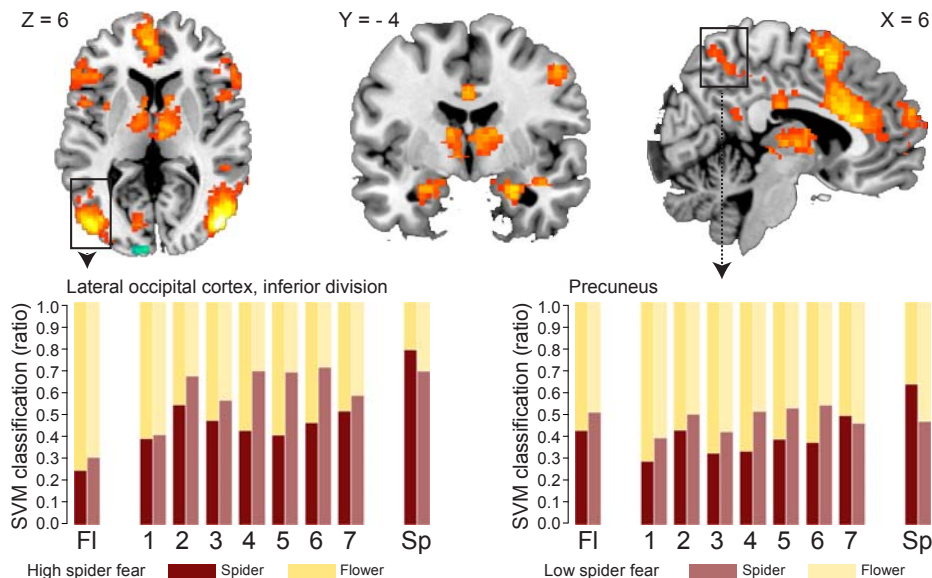 Z = 6
Y = - 4
X = 6
Lateral occipital cortex, inferior division
SVM classification (ratio)
1.0
0.9
0.8
0.7
0.6
0.5
0.4
0.3
0.2
0.1
0.0
Fl 1 2 3 4 5 6 7 Sp
Precuneus
SVM classification (ratio)
1.0
0.9
0.8
0.7
0.6
0.5
0.4
0.3
0.2
0.1
0.0
Fl 1 2 3 4 5 6 7 Sp
High spider fear Spider Flower
Low spider fear Spider Flower